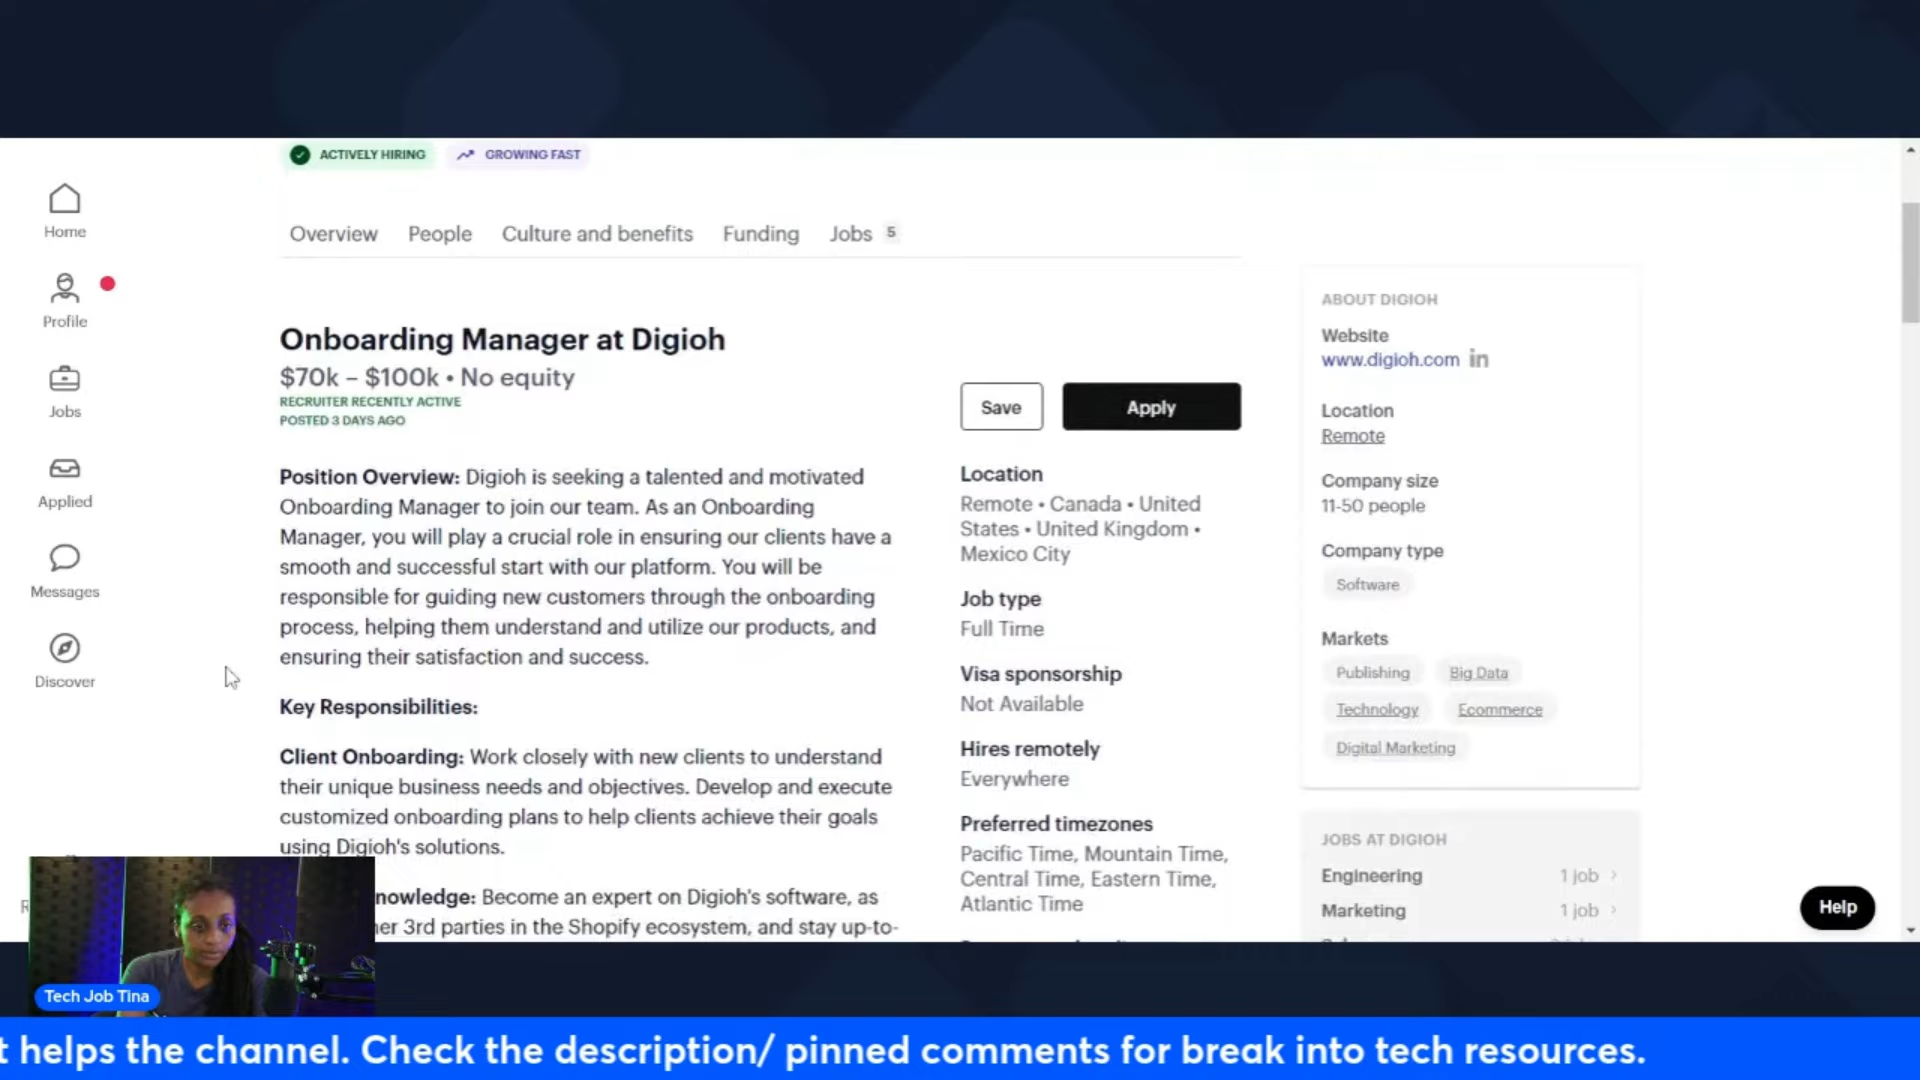 ACTIVELY HIRING
GROWING FAST
Home
Profile
Jobs
Applied
Messages
Discover
Overview
People
Culture and benefits
Funding
Jobs 5
Onboarding Manager at Digioh
$70k – $100k • No equity
RECRUITER RECENTLY ACTIVE
POSTED 3 DAYS AGO
Save
Apply
Position Overview: Digioh is seeking a talented and motivated
Onboarding Manager to join our team. As an Onboarding
Manager, you will play a crucial role in ensuring our clients have a
smooth and successful start with our platform. You will be
responsible for guiding new customers through the onboarding
process, helping them understand and utilize our products, and
ensuring their satisfaction and success.
Key Responsibilities:
Client Onboarding: Work closely with new clients to understand
their unique business needs and objectives. Develop and execute
customized onboarding plans to help clients achieve their goals
using Digioh's solutions.
nowledge: Become an expert on Digioh's software, as
er 3rd parties in the Shopify ecosystem, and stay up-to-
Location
Remote • Canada • United
States • United Kingdom •
Mexico City
Job type
Full Time
Visa sponsorship
Not Available
Hires remotely
Everywhere
Preferred timezones
Pacific Time, Mountain Time,
Central Time, Eastern Time,
Atlantic Time
ABOUT DIGIOH
Website
www.digioh.com in
Location
Remote
Company size
11-50 people
Company type
Software
Markets
Publishing
Big Data
Technology
Ecommerce
Digital Marketing
JOBS AT DIGIOH
Engineering 1 job
Marketing 1 job
Help
Tech Job Tina
t helps the channel. Check the description/ pinned comments for break into tech resources.